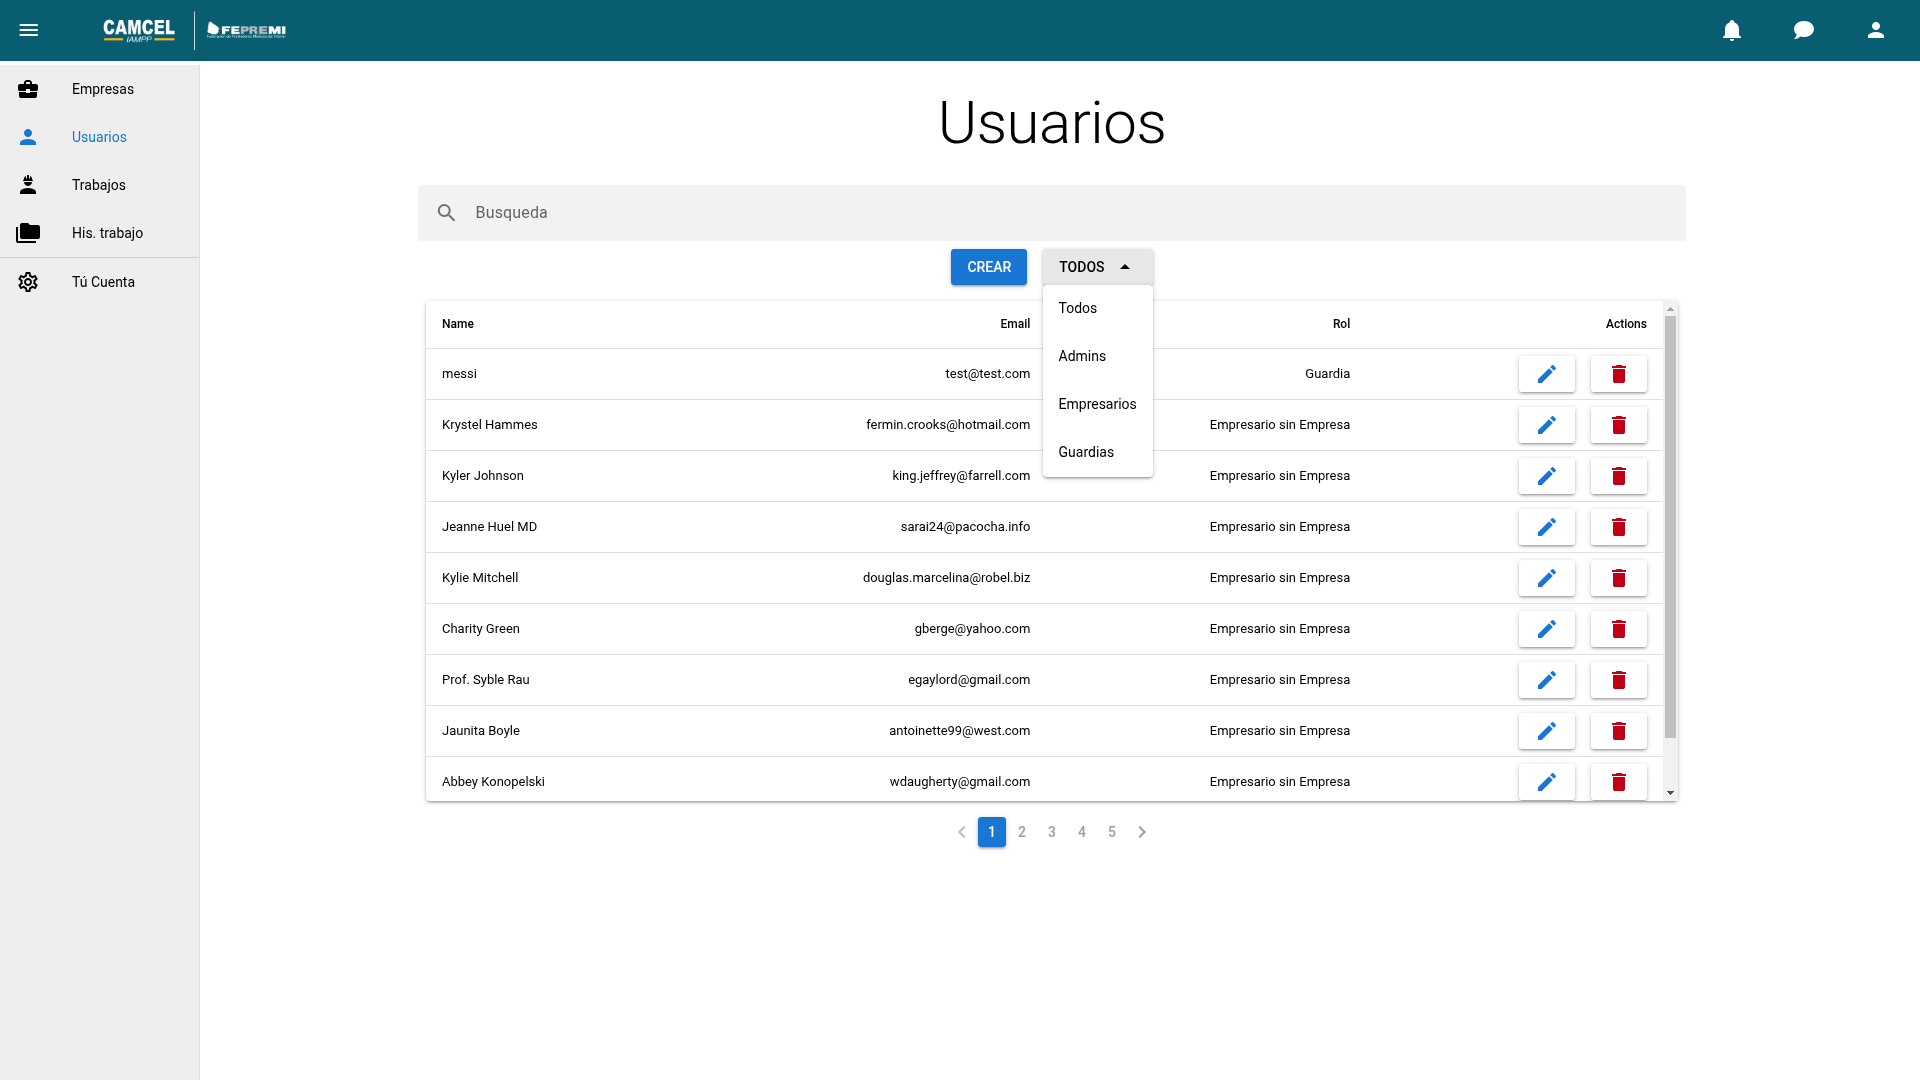 CAMCEL
IAMPP
FEPREMI
Empresas
Usuarios
Trabajos
His. trabajo
Tú Cuenta
Usuarios
Busqueda
CREAR
TODOS
Todos
Admins
Empresarios
Guardias
Name Email Rol Actions
messi test@test.com Guardia
Krystel Hammes fermin.crooks@hotmail.com Empresario sin Empresa
Kyler Johnson king.jeffrey@farrell.com Empresario sin Empresa
Jeanne Huel MD sarai24@pacocha.info Empresario sin Empresa
Kylie Mitchell douglas.marcelina@robel.biz Empresario sin Empresa
Charity Green gberge@yahoo.com Empresario sin Empresa
Prof. Syble Rau egaylord@gmail.com Empresario sin Empresa
Jaunita Boyle antoinette99@west.com Empresario sin Empresa
Abbey Konopelski wdaugherty@gmail.com Empresario sin Empresa
1 2 3 4 5